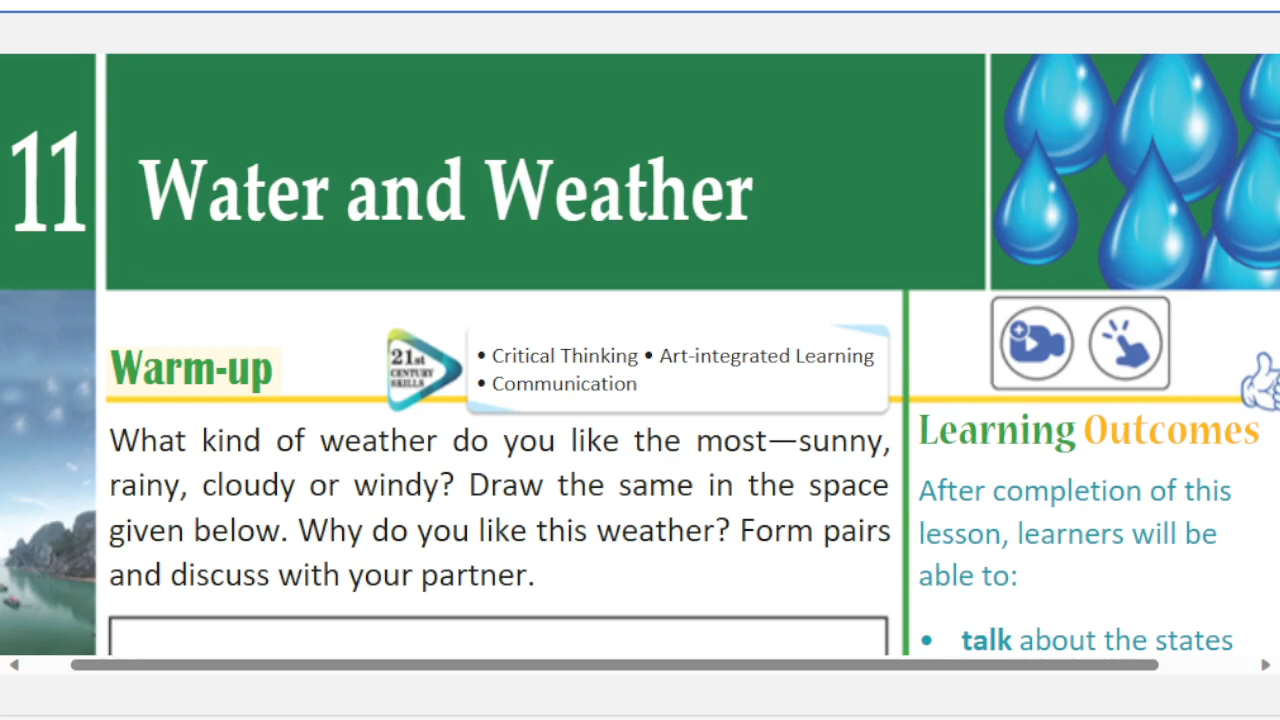 11
Water and Weather
Warm-up
21st
CENTURY
SKILLS
• Critical Thinking • Art-integrated Learning
• Communication
What kind of weather do you like the most—sunny,
rainy, cloudy or windy? Draw the same in the space
given below. Why do you like this weather? Form pairs
and discuss with your partner.
Learning Outcomes
After completion of this
lesson, learners will be
able to:
• talk about the states